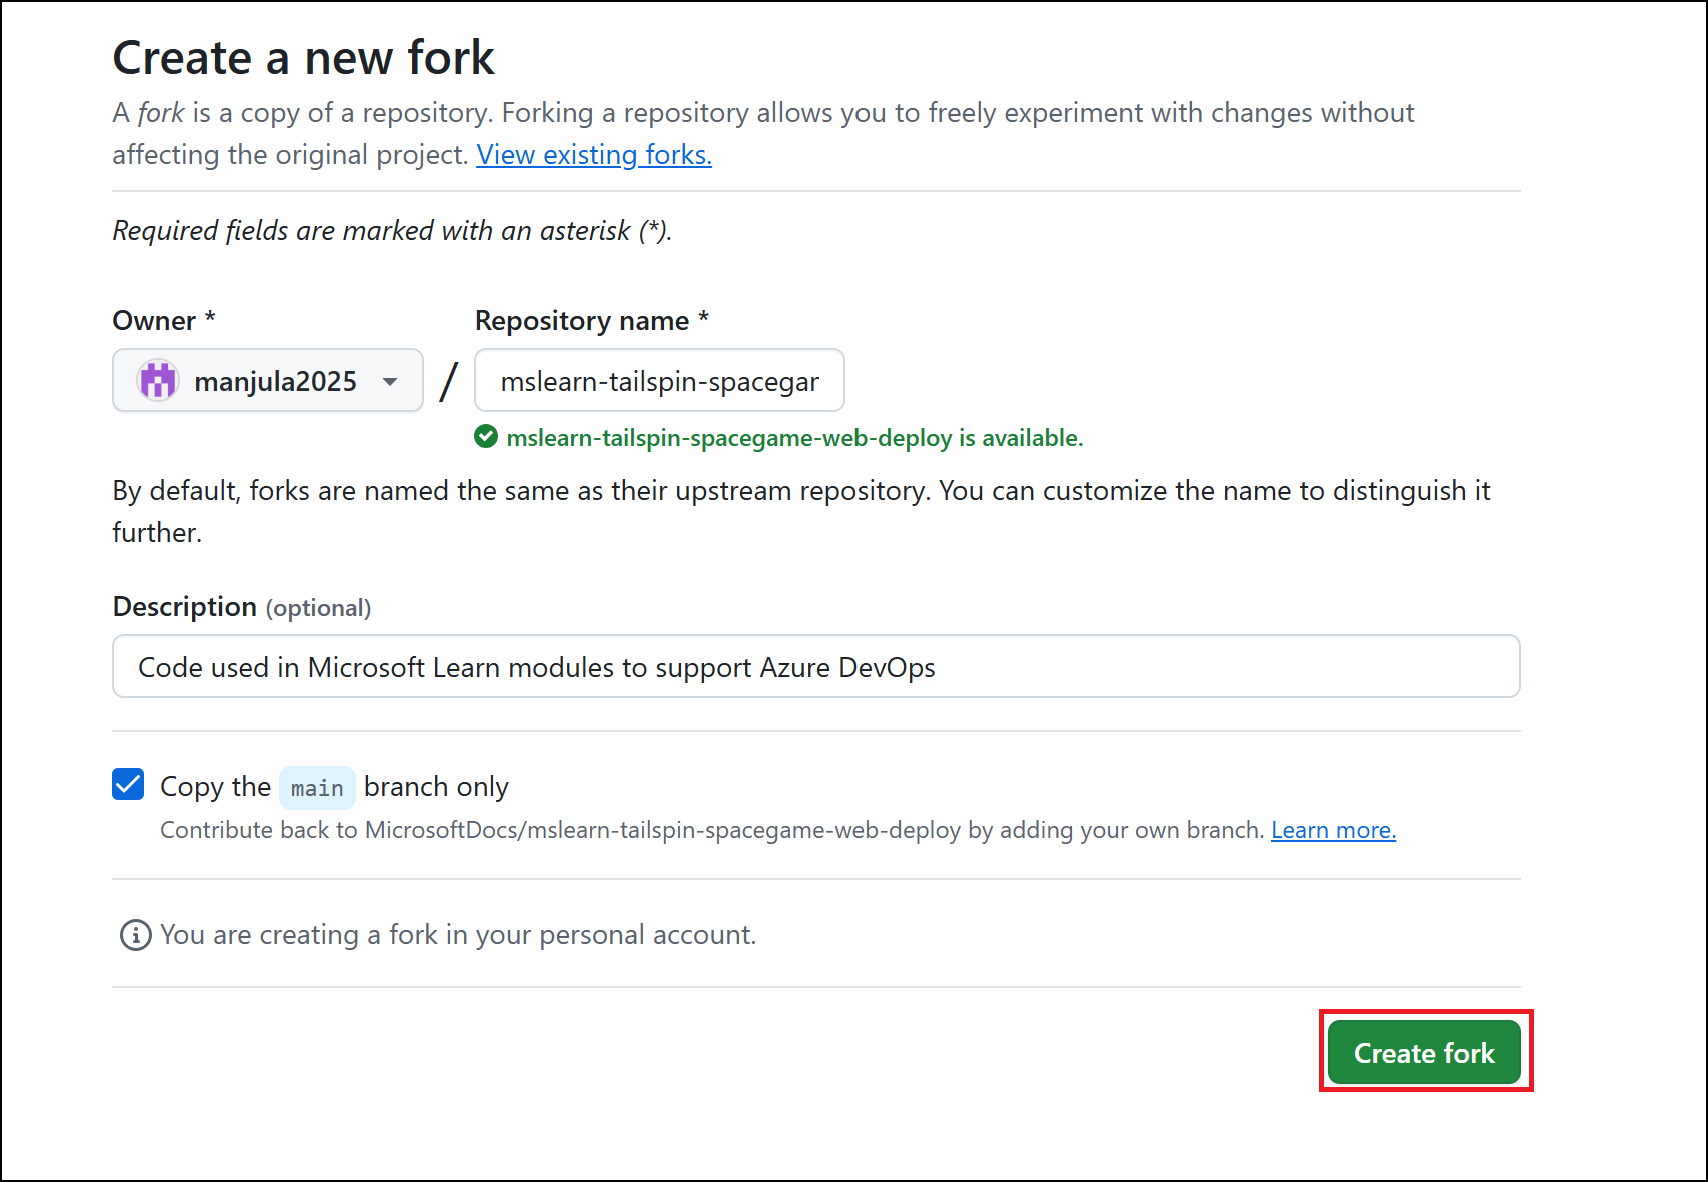 Create a new fork
A fork is a copy of a repository. Forking a repository allows you to freely experiment with changes without
affecting the original project. View existing forks.
Required fields are marked with an asterisk (*).
Owner *
Repository name *
manjula2025
/
mslearn-tailspin-spacegar
mslearn-tailspin-spacegame-web-deploy is available.
By default, forks are named the same as their upstream repository. You can customize the name to distinguish it
further.
Description (optional)
Code used in Microsoft Learn modules to support Azure DevOps
Copy the main branch only
Contribute back to MicrosoftDocs/mslearn-tailspin-spacegame-web-deploy by adding your own branch. Learn more.
You are creating a fork in your personal account.
Create fork